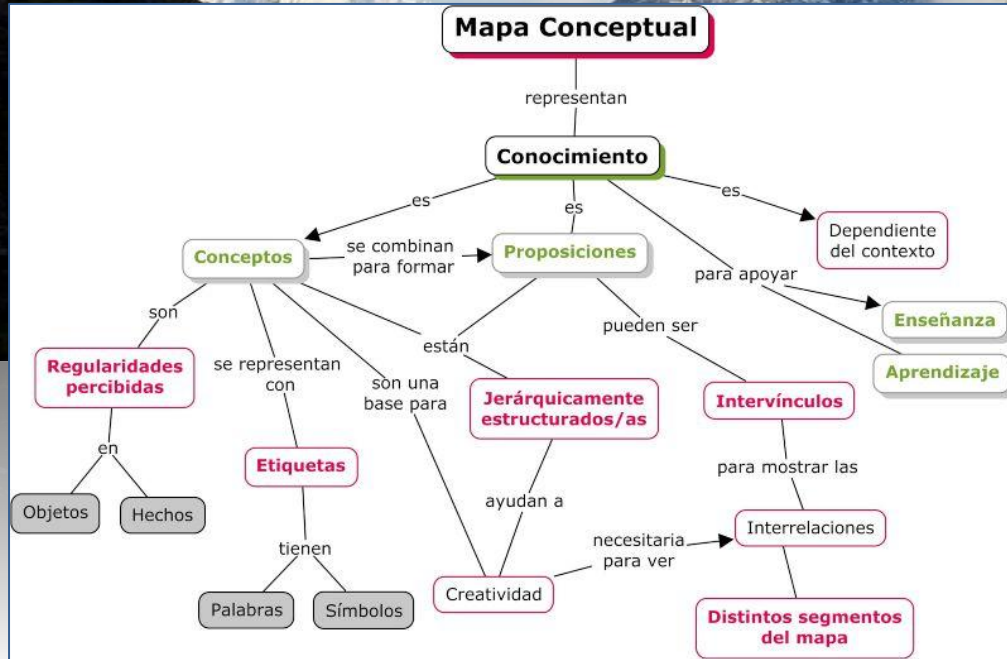 Mapa Conceptual
representan
Conocimiento
es
es
es
Dependiente
del contexto
Conceptos
se combinan
para formar
Proposiciones
para apoyar
Enseñanza
Aprendizaje
son
se representan
con
son una
base para
están
pueden ser
Regularidades
percibidas
Jerárquicamente
estructurados/as
Intervínculos
en
Etiquetas
para mostrar las
Objetos
Hechos
ayudan a
Interrelaciones
tienen
necesitaria
para ver
Palabras
Símbolos
Creatividad
Distintos segmentos
del mapa